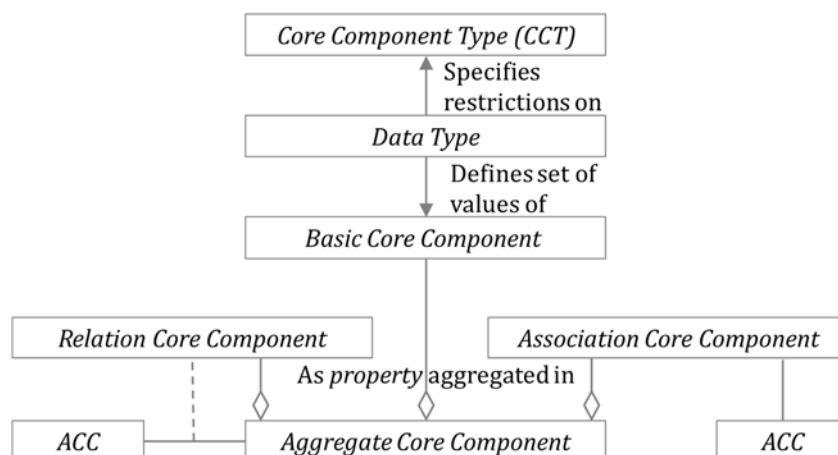 Core Component Type (CCT)
Specifies
restrictions on
Data Type
Defines set of
values of
Basic Core Component
Relation Core Component
Association Core Component
As property aggregated in
ACC
Aggregate Core Component
ACC